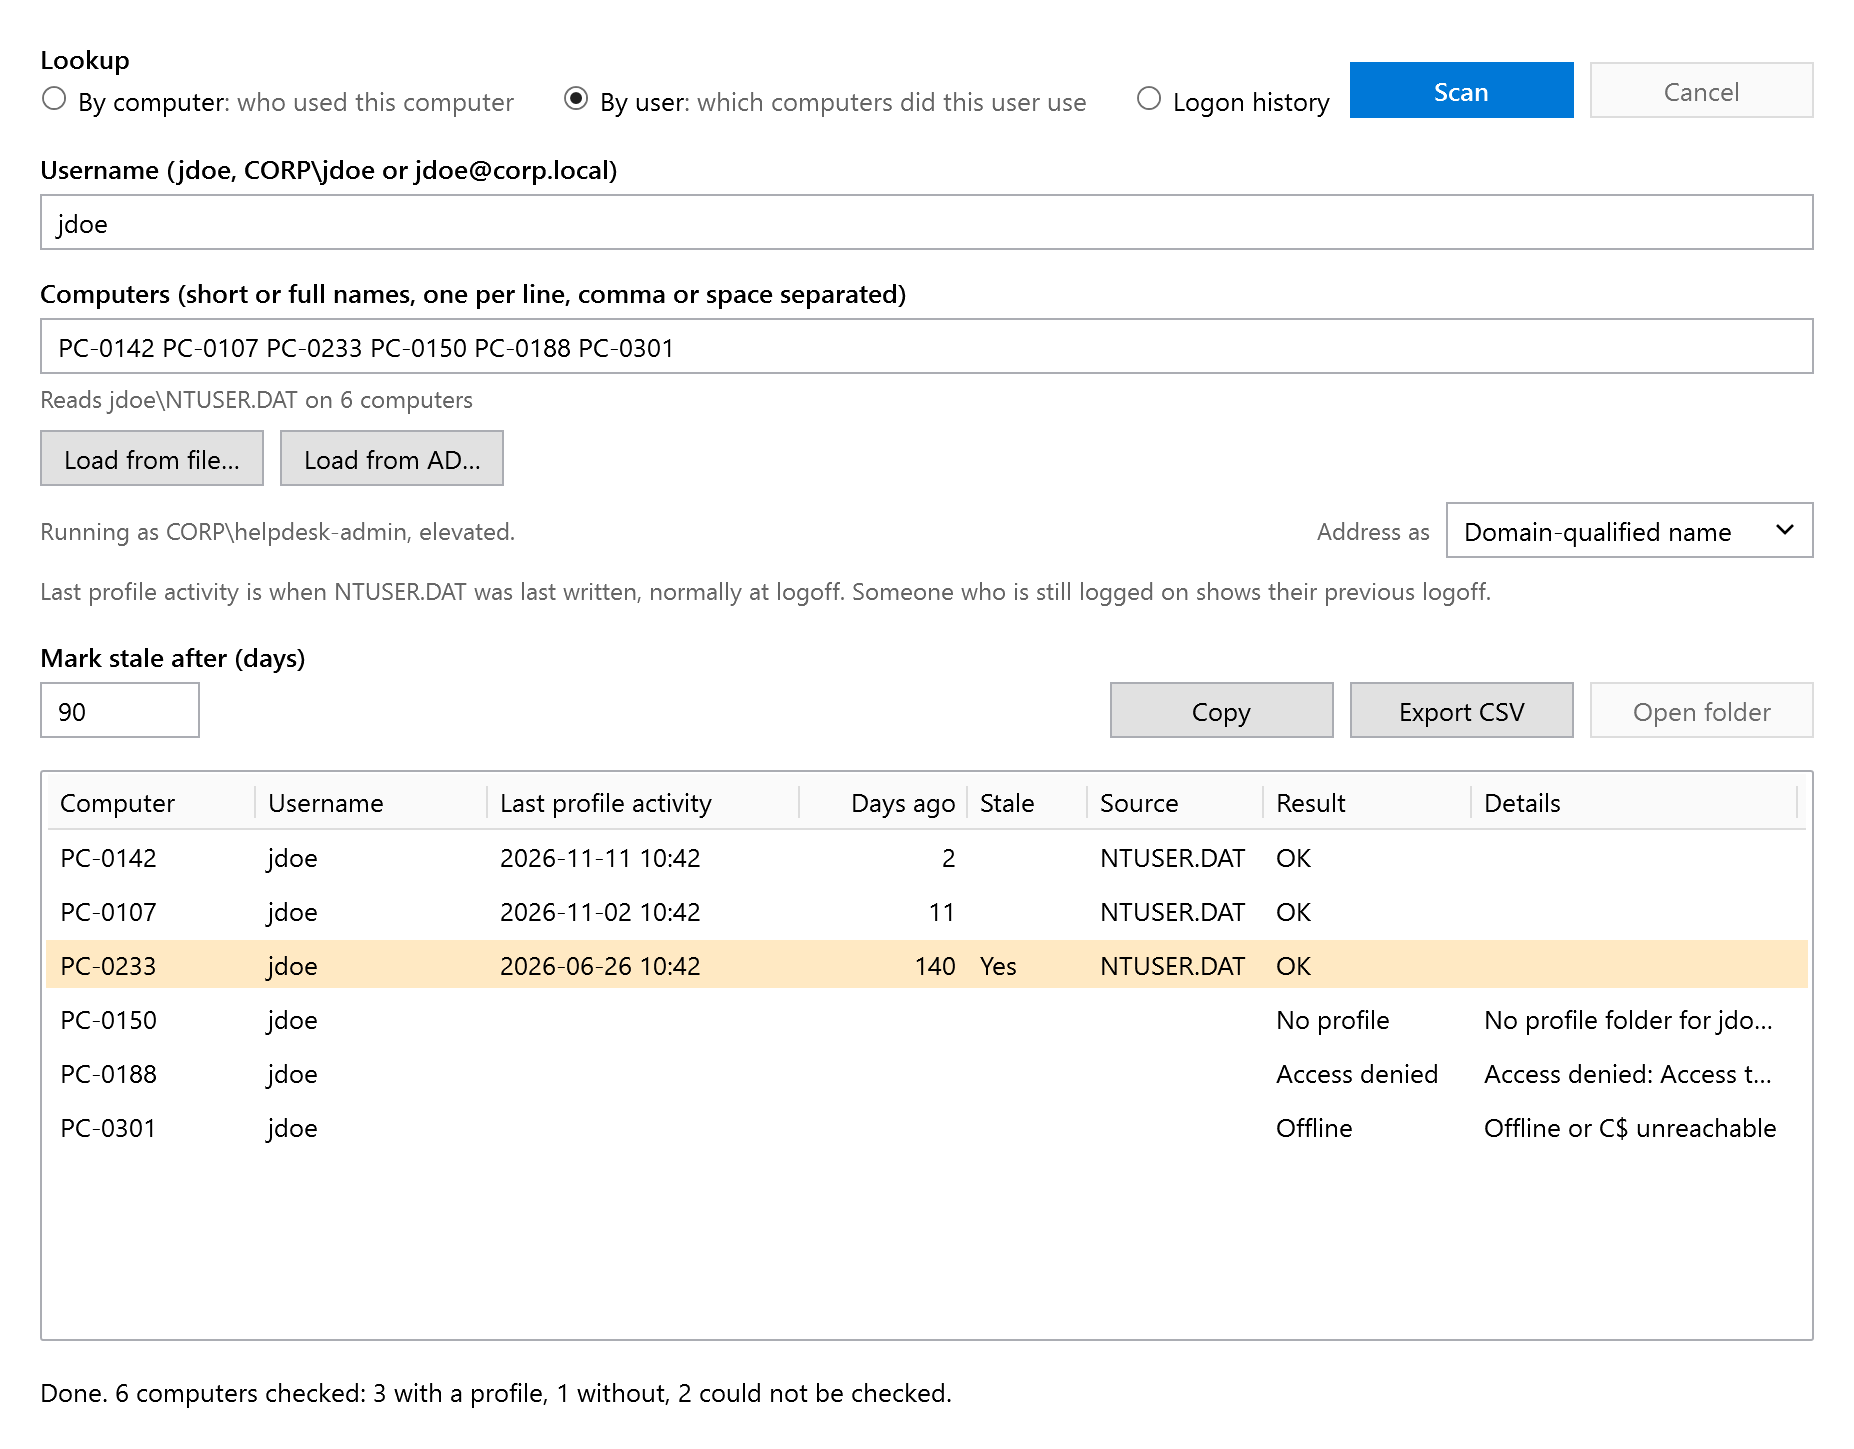 Lookup
By computer: who used this computer
By user: which computers did this user use
Logon history
Scan
Cancel
Username (jdoe, CORP\jdoe or jdoe@corp.local)
jdoe
Computers (short or full names, one per line, comma or space separated)
PC-0142 PC-0107 PC-0233 PC-0150 PC-0188 PC-0301
Reads jdoe\NTUSER.DAT on 6 computers
Load from file...
Load from AD...
Running as CORP\helpdesk-admin, elevated.
Address as
Domain-qualified name
Last profile activity is when NTUSER.DAT was last written, normally at logoff. Someone who is still logged on shows their previous logoff.
Mark stale after (days)
90
Copy
Export CSV
Open folder
Computer Username Last profile activity Days ago Stale Source Result Details
PC-0142 jdoe 2026-11-11 10:42 2 NTUSER.DAT OK
PC-0107 jdoe 2026-11-02 10:42 11 NTUSER.DAT OK
PC-0233 jdoe 2026-06-26 10:42 140 Yes NTUSER.DAT OK
PC-0150 jdoe No profile No profile folder for jdo...
PC-0188 jdoe Access denied Access denied: Access t...
PC-0301 jdoe Offline Offline or C$ unreachable
Done. 6 computers checked: 3 with a profile, 1 without, 2 could not be checked.